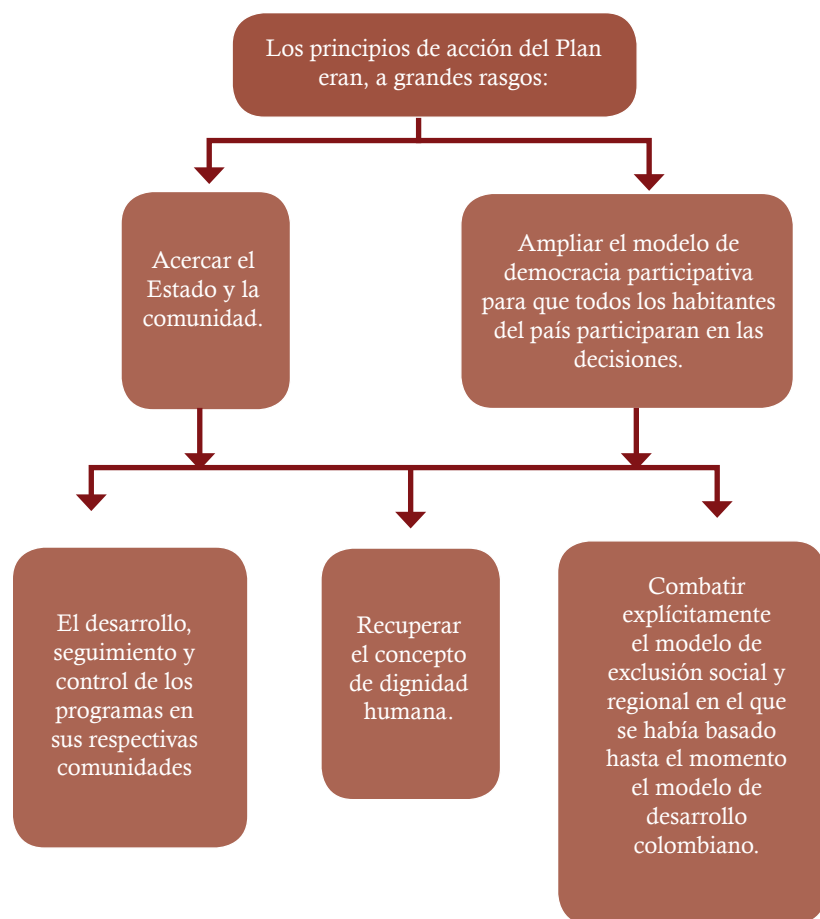 Los principios de acción del Plan
eran, a grandes rasgos:
Acercar el
Estado y la
comunidad.
Ampliar el modelo de
democracia participativa
para que todos los habitantes
del país participaran en las
decisiones.
El desarrollo,
seguimiento y
control de los
programas en
sus respectivas
comunidades
Recuperar
el concepto
de dignidad
humana.
Combatir
explícitamente
el modelo de
exclusión social y
regional en el que
se había basado
hasta el momento
el modelo de
desarrollo
colombiano.